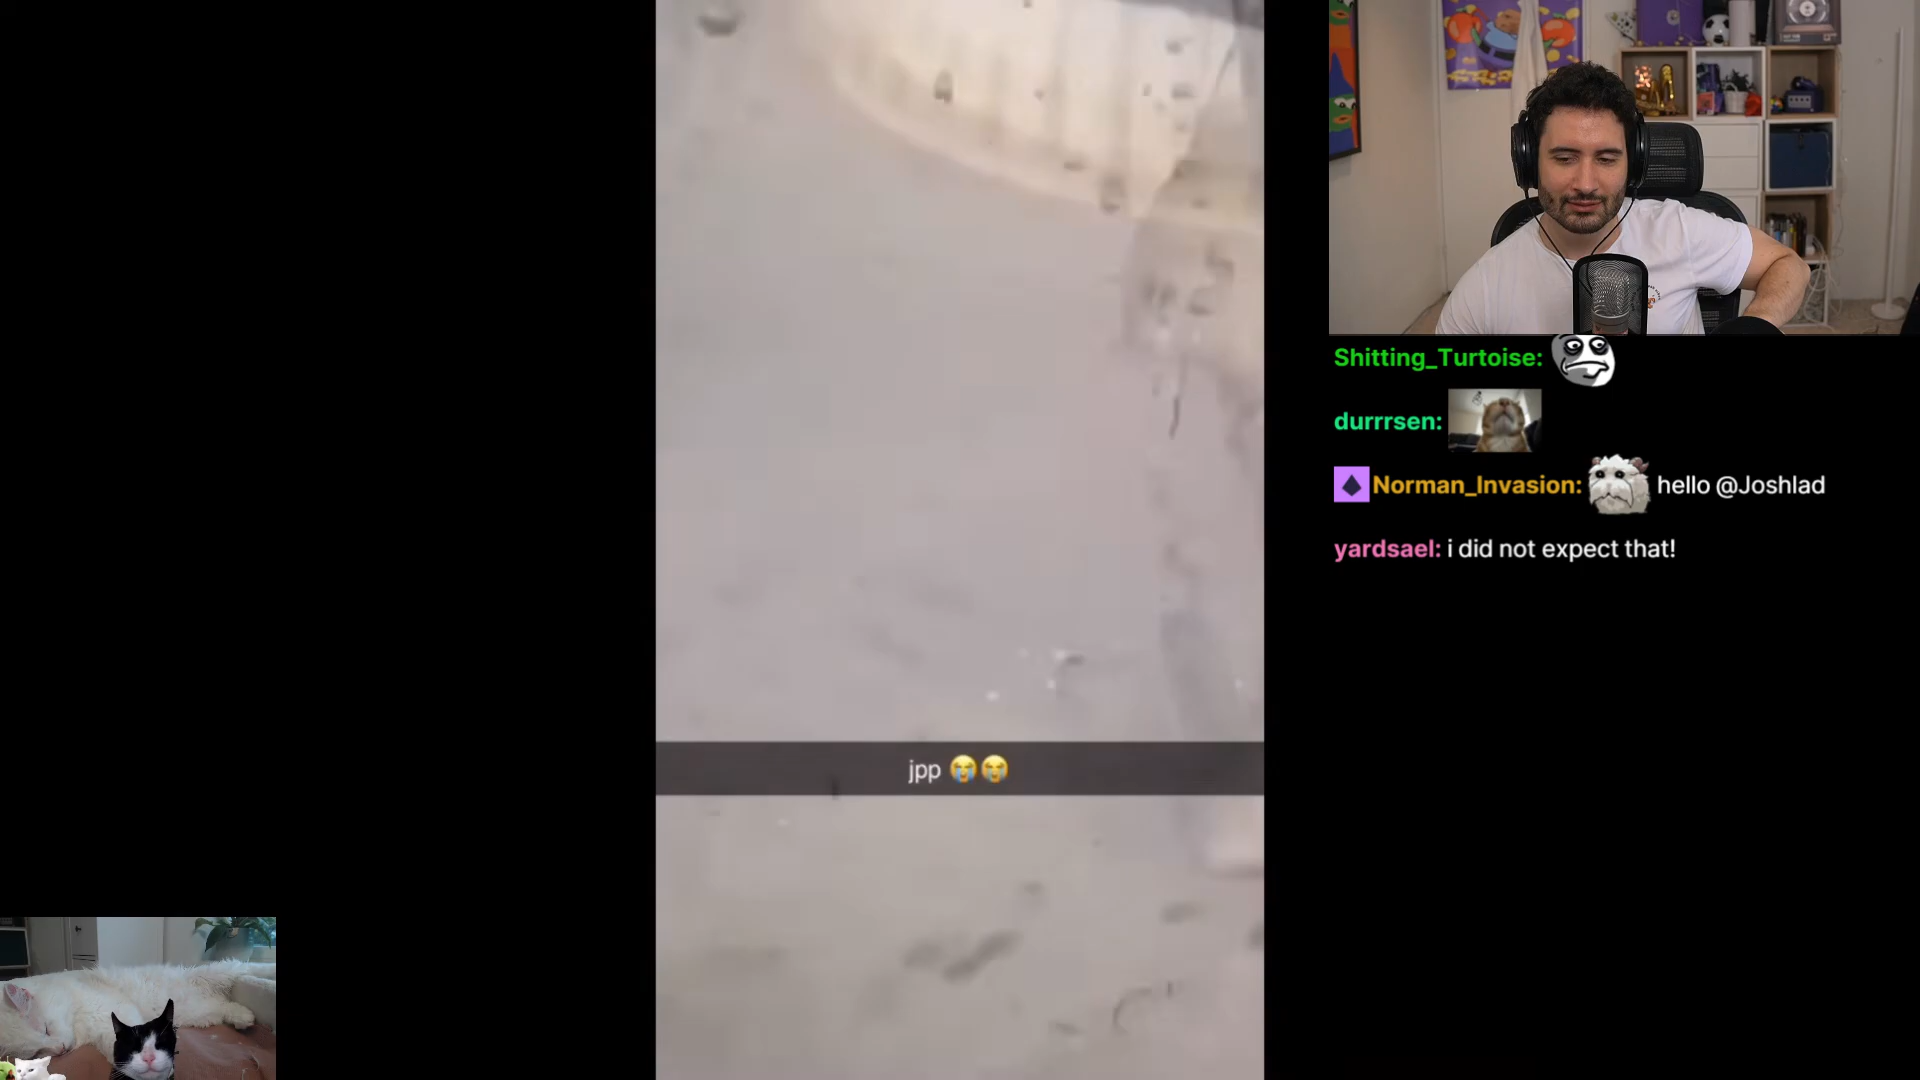 Shitting_Turtoise:
durrrsen:
Norman_Invasion: hello @Joshlad
yardsael: i did not expect that!
jpp 😭😭